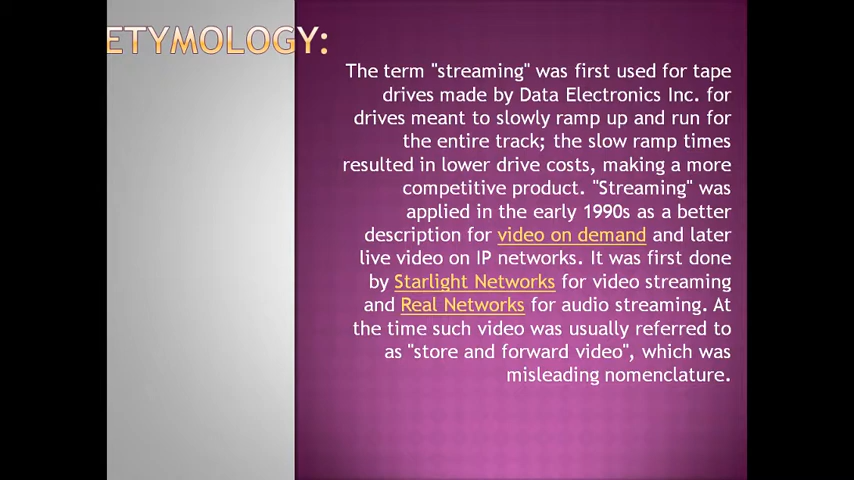 ETYMOLOGY:
The term "streaming" was first used for tape
drives made by Data Electronics Inc. for
drives meant to slowly ramp up and run for
the entire track; the slow ramp times
resulted in lower drive costs, making a more
competitive product. "Streaming" was
applied in the early 1990s as a better
description for video on demand and later
live video on IP networks. It was first done
by Starlight Networks for video streaming
and Real Networks for audio streaming. At
the time such video was usually referred to
as "store and forward video", which was
misleading nomenclature.